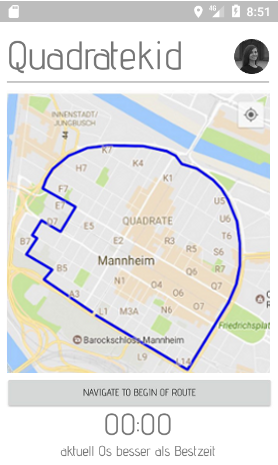 4G 8:51
Quadratekid
INNENSTADT/
JUNGBUSCH
K7
K4
H7
K1
F7
U5
E7
QUADRATE
U6
D7
E5
T6
B7
E2
R3
R5
S6
Mannheim
Q6
R7
B5
N1
O4
O6
Q7
A3
L1
M3A
N6
O7
Friedrichsplat
Barockschloss Mannheim
L9
L14
NAVIGATE TO BEGIN OF ROUTE
00:00
aktuell 0s besser als Bestzeit